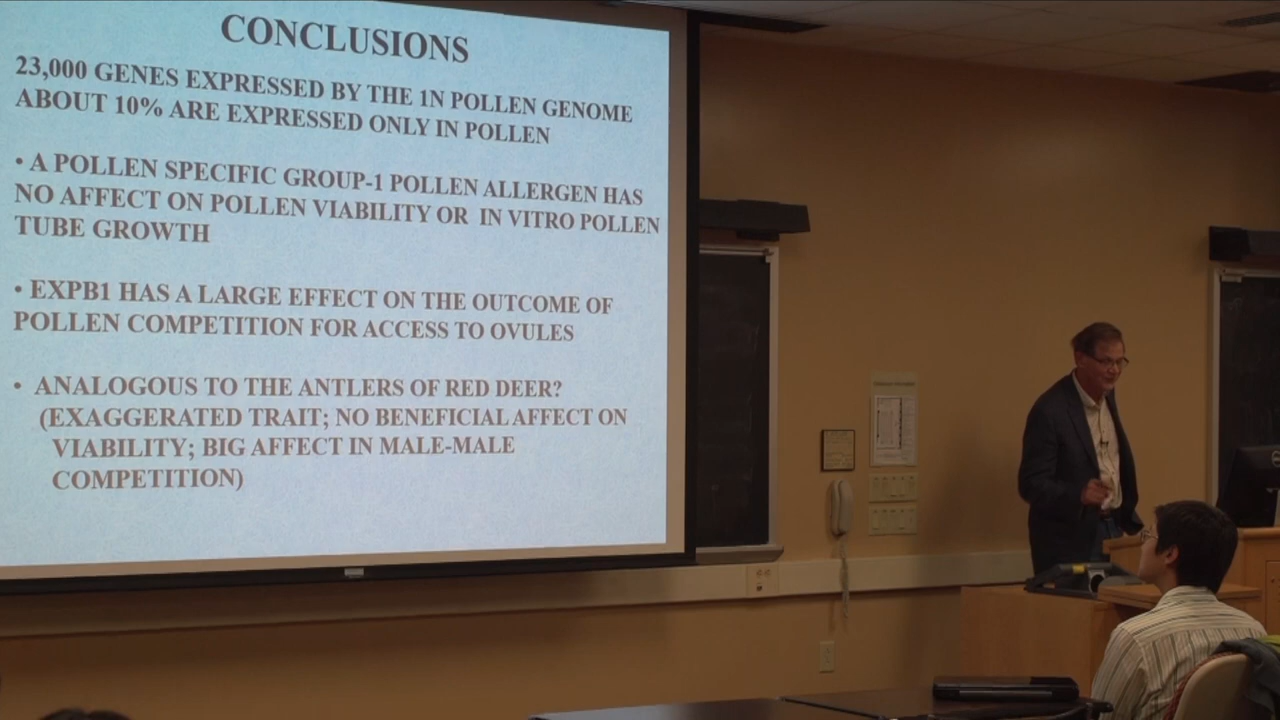 CONCLUSIONS
23,000 GENES EXPRESSED BY THE 1N POLLEN GENOME
ABOUT 10% ARE EXPRESSED ONLY IN POLLEN
• A POLLEN SPECIFIC GROUP-1 POLLEN ALLERGEN HAS
NO AFFECT ON POLLEN VIABILITY OR IN VITRO POLLEN
TUBE GROWTH
• EXPB1 HAS A LARGE EFFECT ON THE OUTCOME OF
POLLEN COMPETITION FOR ACCESS TO OVULES
• ANALOGOUS TO THE ANTLERS OF RED DEER?
(EXAGGERATED TRAIT; NO BENEFICIAL AFFECT ON
VIABILITY; BIG AFFECT IN MALE-MALE
COMPETITION)